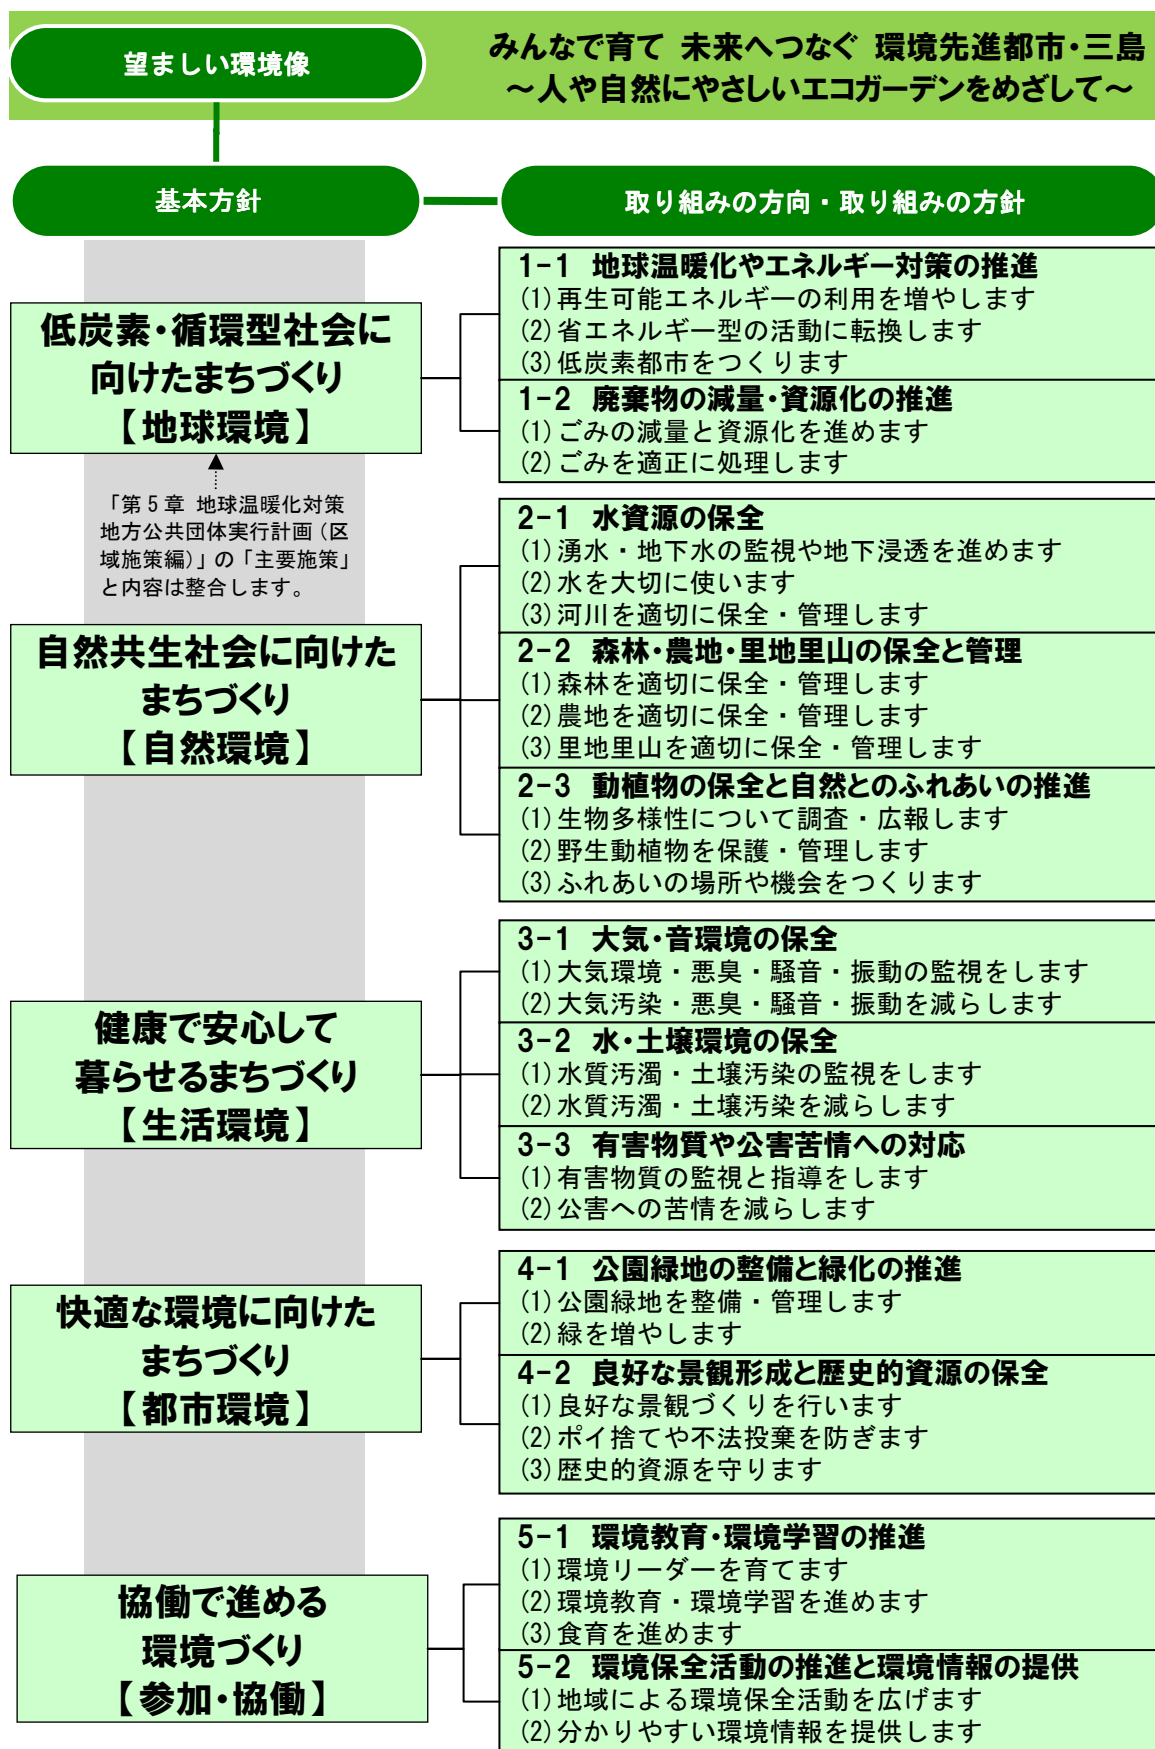 望ましい環境像
みんなで育て 未来へつなぐ 環境先進都市・三島
～人や自然にやさしいエコガーデンをめざして～
基本方針
取り組みの方向・取り組みの方針
低炭素・循環型社会に
向けたまちづくり
【地球環境】
1-1 地球温暖化やエネルギー対策の推進
(1)再生可能エネルギーの利用を増やします
(2)省エネルギー型の活動に転換します
(3)低炭素都市をつくります
1-2 廃棄物の減量・資源化の推進
(1)ごみの減量と資源化を進めます
(2)ごみを適正に処理します
「第5章 地球温暖化対策
地方公共団体実行計画（区
域施策編）」の「主要施策」
と内容は整合します。
自然共生社会に向けた
まちづくり
【自然環境】
2-1 水資源の保全
(1)湧水・地下水の監視や地下浸透を進めます
(2)水を大切に使います
(3)河川を適切に保全・管理します
2-2 森林・農地・里地里山の保全と管理
(1)森林を適切に保全・管理します
(2)農地を適切に保全・管理します
(3)里地里山を適切に保全・管理します
2-3 動植物の保全と自然とのふれあいの推進
(1)生物多様性について調査・広報します
(2)野生動植物を保護・管理します
(3)ふれあいの場所や機会をつくります
健康で安心して
暮らせるまちづくり
【生活環境】
3-1 大気・音環境の保全
(1)大気環境・悪臭・騒音・振動の監視をします
(2)大気汚染・悪臭・騒音・振動を減らします
3-2 水・土壌環境の保全
(1)水質汚濁・土壌汚染の監視をします
(2)水質汚濁・土壌汚染を減らします
3-3 有害物質や公害苦情への対応
(1)有害物質の監視と指導をします
(2)公害への苦情を減らします
快適な環境に向けた
まちづくり
【都市環境】
4-1 公園緑地の整備と緑化の推進
(1)公園緑地を整備・管理します
(2)緑を増やします
4-2 良好な景観形成と歴史的資源の保全
(1)良好な景観づくりを行います
(2)ポイ捨てや不法投棄を防ぎます
(3)歴史的資源を守ります
協働で進める
環境づくり
【参加・協働】
5-1 環境教育・環境学習の推進
(1)環境リーダーを育てます
(2)環境教育・環境学習を進めます
(3)食育を進めます
5-2 環境保全活動の推進と環境情報の提供
(1)地域による環境保全活動を広げます
(2)分かりやすい環境情報を提供します